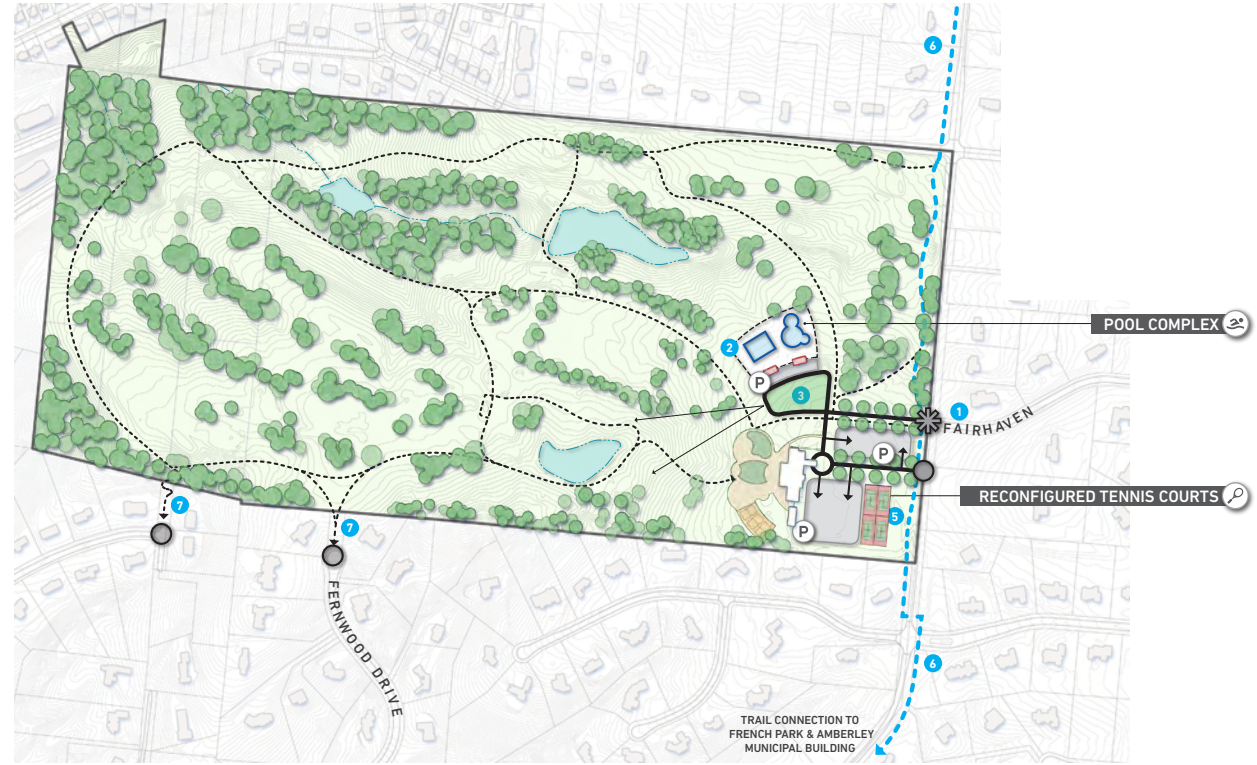 6
POOL COMPLEX
2
P
3
1
FAIRHAVEN
P
RECONFIGURED TENNIS COURTS
5
P
7
7
FERNWOOD DRIVE
6
TRAIL CONNECTION TO
FRENCH PARK & AMBERLEY
MUNICIPAL BUILDING